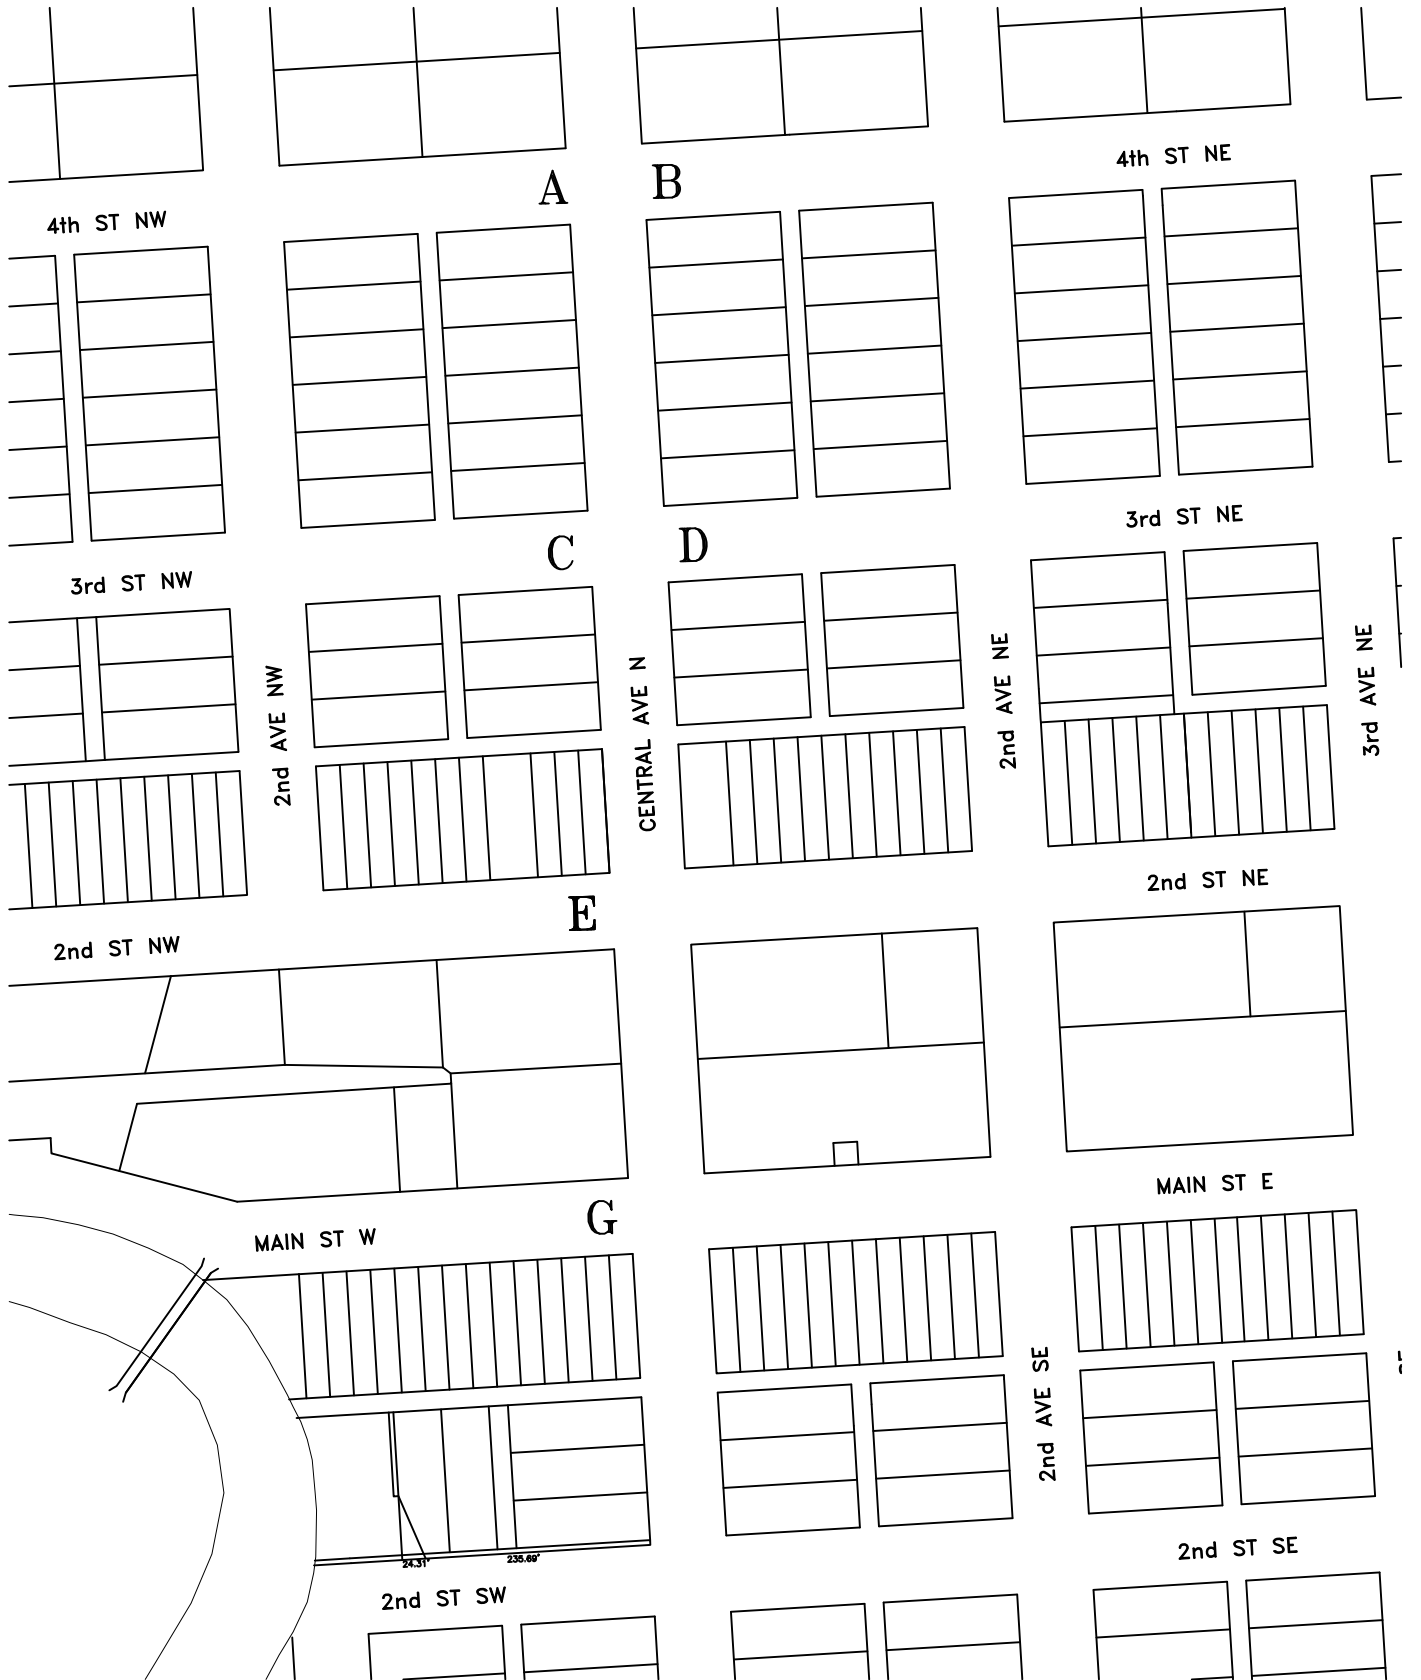 4th ST NE
A B
4th ST NW
3rd ST NE
C D
3rd ST NW
2nd AVE NW
CENTRAL AVE N
2nd AVE NE
3rd AVE NE
2nd ST NE
E
2nd ST NW
MAIN ST E
G
MAIN ST W
2nd AVE SE
2nd ST SE
24.31'
235.69'
2nd ST SW